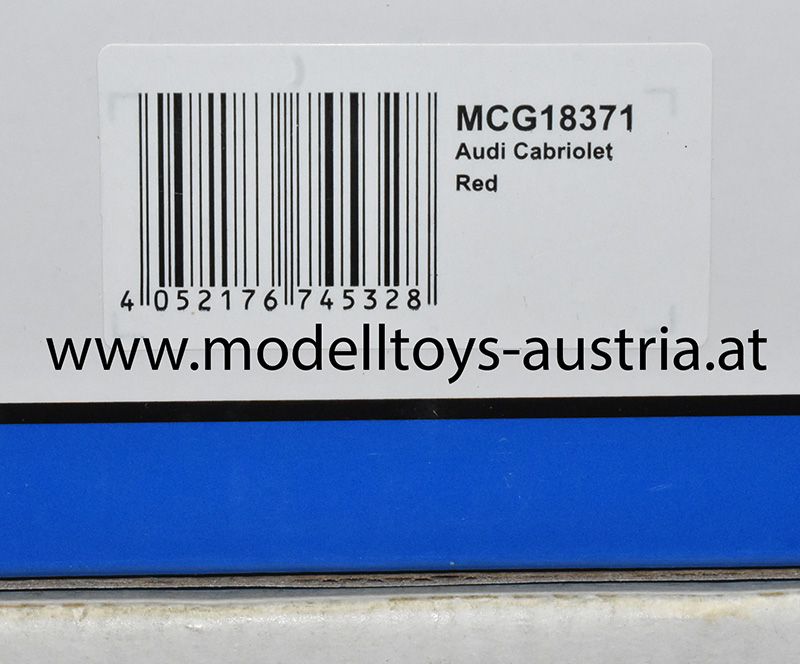 MCG18371
Audi Cabriolet
Red
4 052176 745328
www.modelltoys-austria.at